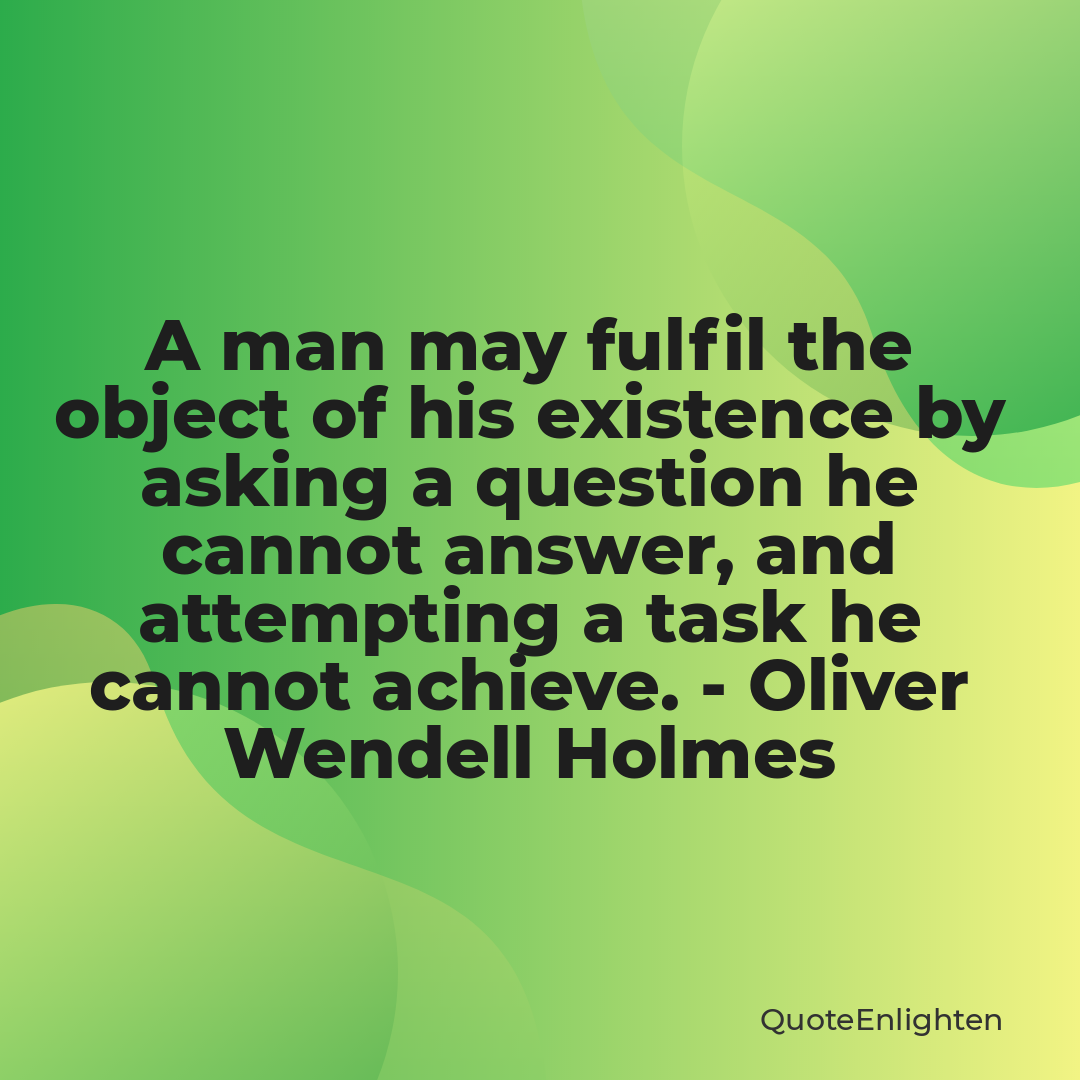 A man may fulfil the
object of his existence by
asking a question he
cannot answer, and
attempting a task he
cannot achieve. - Oliver
Wendell Holmes
QuoteEnlighten